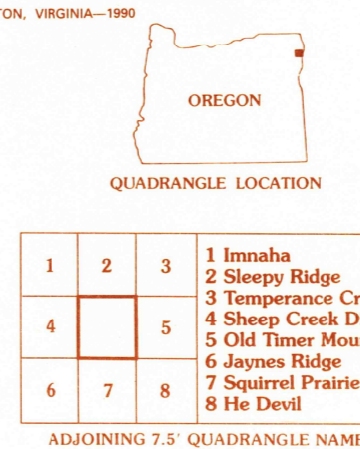 TON, VIRGINIA—1990
OREGON
QUADRANGLE LOCATION
1 2 3
4 5
6 7 8
1 Imnaha
2 Sleepy Ridge
3 Temperance Cr
4 Sheep Creek D
5 Old Timer Mou
6 Jaynes Ridge
7 Squirrel Prairie
8 He Devil
ADJOINING 7.5' QUADRANGLE NAME